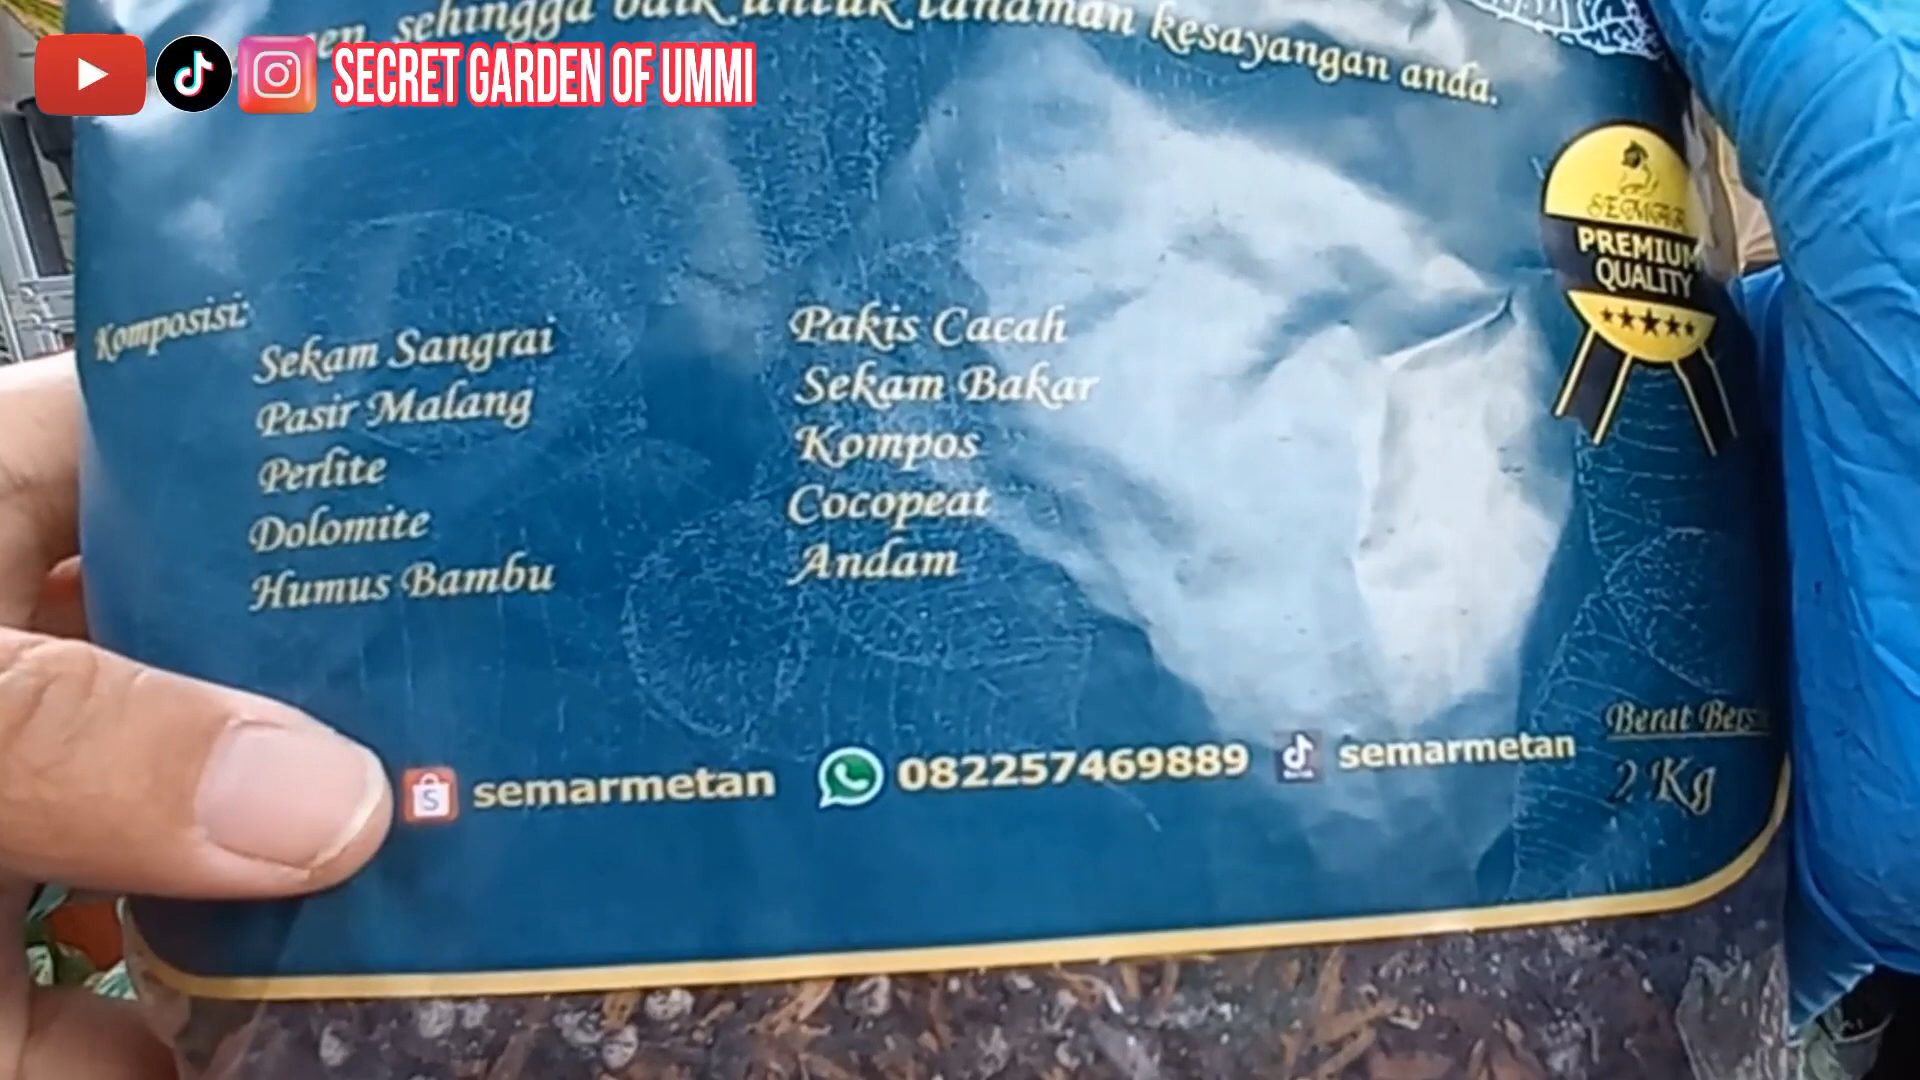 sehingga baik untuk tanaman kesayangan anda.
SECRET GARDEN OF UMMI
SEMAR
PREMIUM
QUALITY
Komposisi:
Sekam Sangrai
Pasir Malang
Perlite
Dolomite
Humus Bambu
Pakis Cacah
Sekam Bakar
Kompos
Cocopeat
Andam
semarmetan
082257469889
semarmetan
Berat
2 Kg